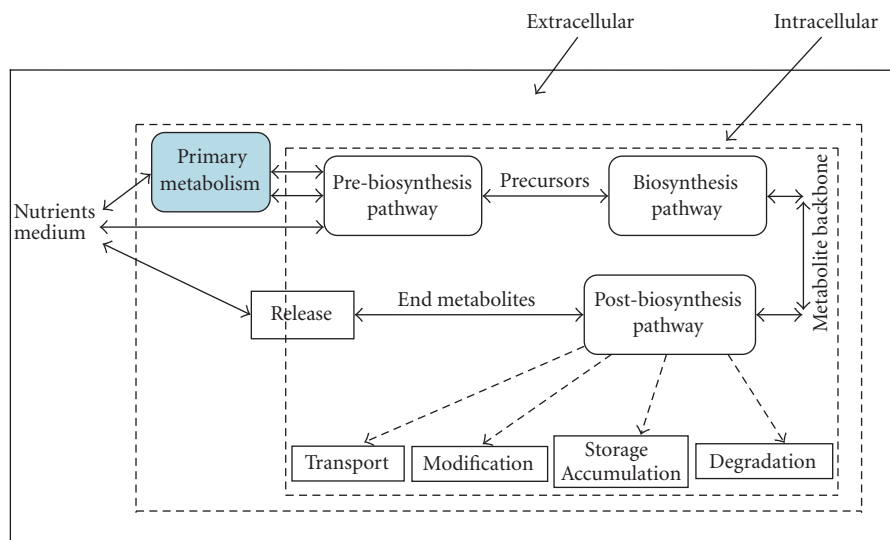 Extracellular
Intracellular
Primary
metabolism
Pre-biosynthesis
pathway
Precursors
Biosynthesis
pathway
Metabolite backbone
Nutrients
medium
Release
End metabolites
Post-biosynthesis
pathway
Transport
Modification
Storage
Accumulation
Degradation